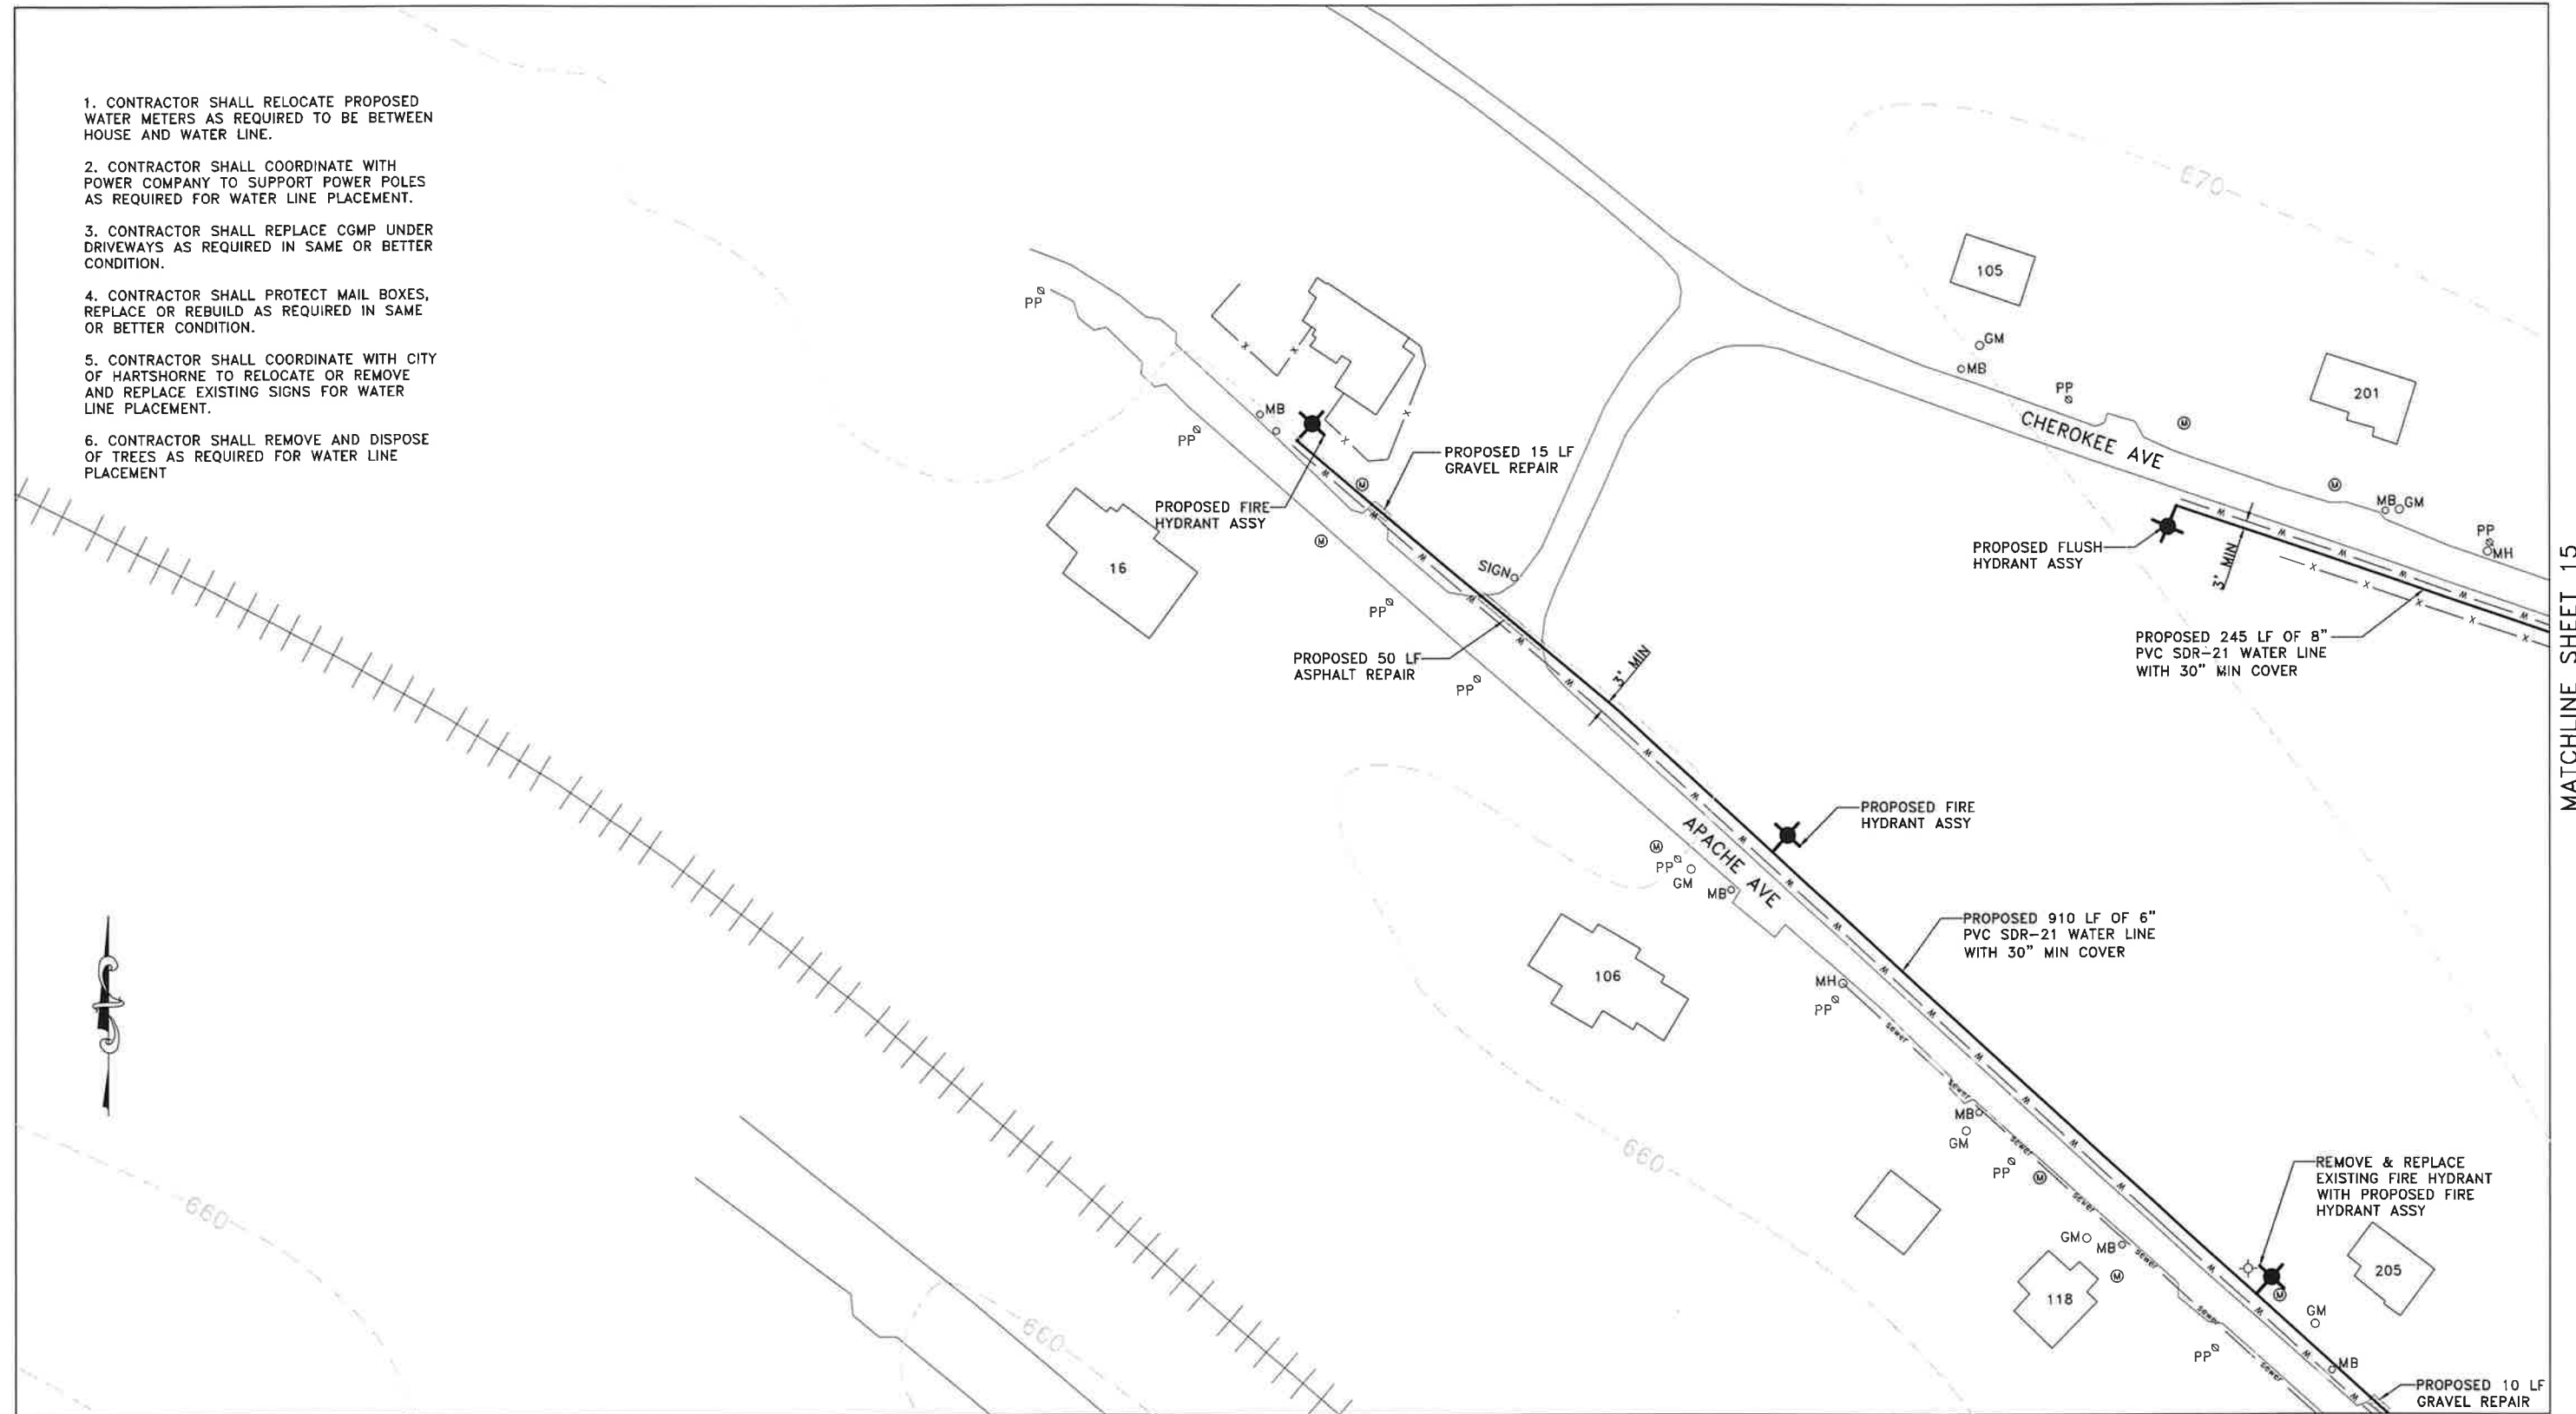 1. CONTRACTOR SHALL RELOCATE PROPOSED
WATER METERS AS REQUIRED TO BE BETWEEN
HOUSE AND WATER LINE.
2. CONTRACTOR SHALL COORDINATE WITH
POWER COMPANY TO SUPPORT POWER POLES
AS REQUIRED FOR WATER LINE PLACEMENT.
3. CONTRACTOR SHALL REPLACE CGMP UNDER
DRIVEWAYS AS REQUIRED IN SAME OR BETTER
CONDITION.
4. CONTRACTOR SHALL PROTECT MAIL BOXES,
REPLACE OR REBUILD AS REQUIRED IN SAME
OR BETTER CONDITION.
5. CONTRACTOR SHALL COORDINATE WITH CITY
OF HARTSHORNE TO RELOCATE OR REMOVE
AND REPLACE EXISTING SIGNS FOR WATER
LINE PLACEMENT.
6. CONTRACTOR SHALL REMOVE AND DISPOSE
OF TREES AS REQUIRED FOR WATER LINE
PLACEMENT
670
105
GM
MB
PP
201
CHEROKEE AVE
M
M
MB GM
PP
MH
PP
MB
PP
PROPOSED 15 LF
GRAVEL REPAIR
M
PROPOSED FIRE
HYDRANT ASSY
M
16
SIGN
PP
PROPOSED 50 LF
ASPHALT REPAIR
PP
3' MIN
PROPOSED FLUSH
HYDRANT ASSY
3' MIN
PROPOSED 245 LF OF 8"
PVC SDR-21 WATER LINE
WITH 30" MIN COVER
MATCHLINE SHEET 15
PROPOSED FIRE
HYDRANT ASSY
APACHE AVE
M
PP
GM
MB
PROPOSED 910 LF OF 6"
PVC SDR-21 WATER LINE
WITH 30" MIN COVER
106
MH
PP
sewer
sewer
MB
GM
sewer
PP
M
sewer
660
660
660
REMOVE & REPLACE
EXISTING FIRE HYDRANT
WITH PROPOSED FIRE
HYDRANT ASSY
GM
MB
sewer
M
118
205
M
GM
sewer
PP
sewer
MB
PROPOSED 10 LF
GRAVEL REPAIR